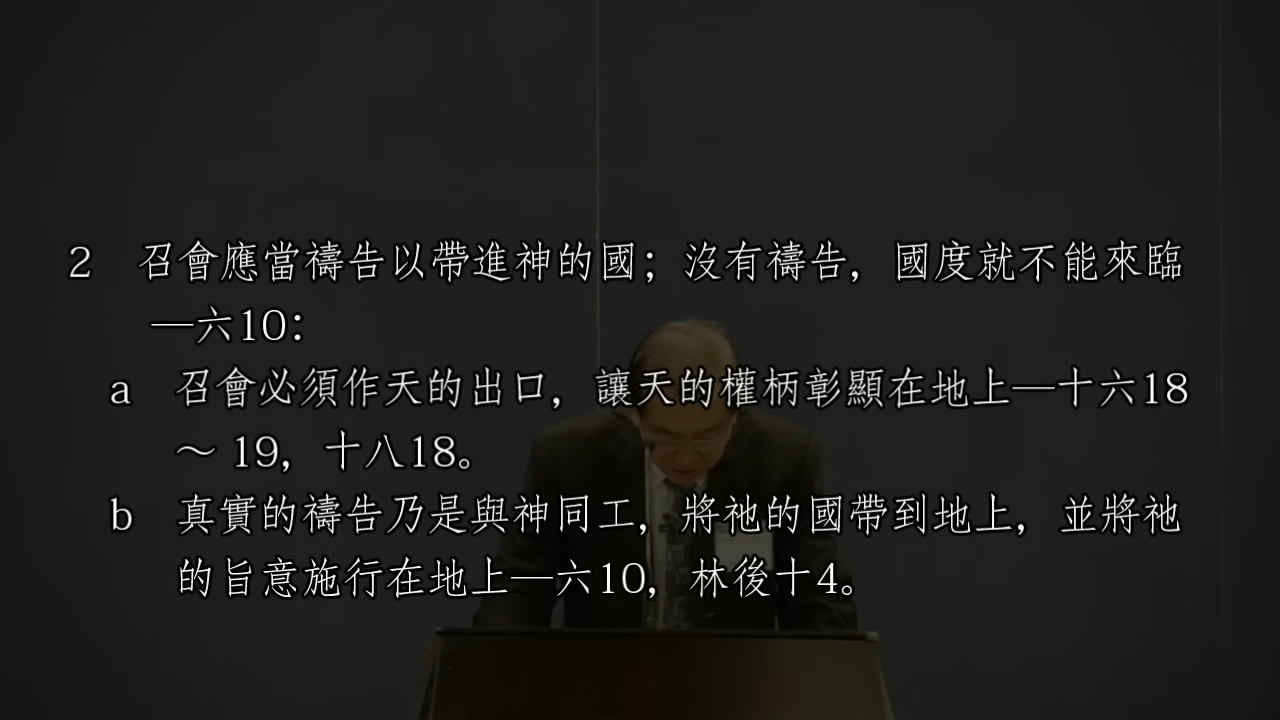 2 召會應當禱告以帶進神的國；沒有禱告，國度就不能來臨
—六10：
a 召會必須作天的出口，讓天的權柄彰顯在地上—十六18
～19，十八18。
b 真實的禱告乃是與神同工，將祂的國帶到地上，並將祂
的旨意施行在地上—六10，林後十4。